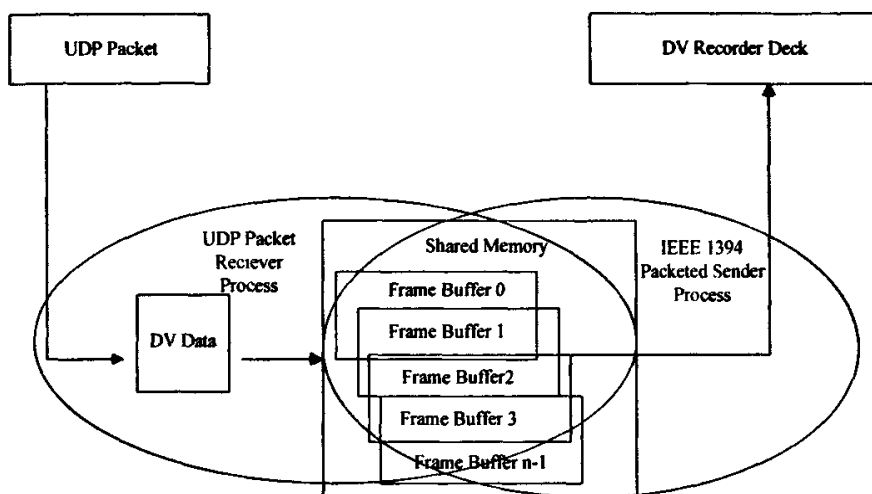 UDP Packet
DV Recorder Deck
UDP Packet
Reciever
Process
Shared Memory
IEEE 1394
Packeted Sender
Process
Frame Buffer 0
Frame Buffer 1
DV Data
Frame Buffer2
Frame Buffer 3
Frame Buffer n-1